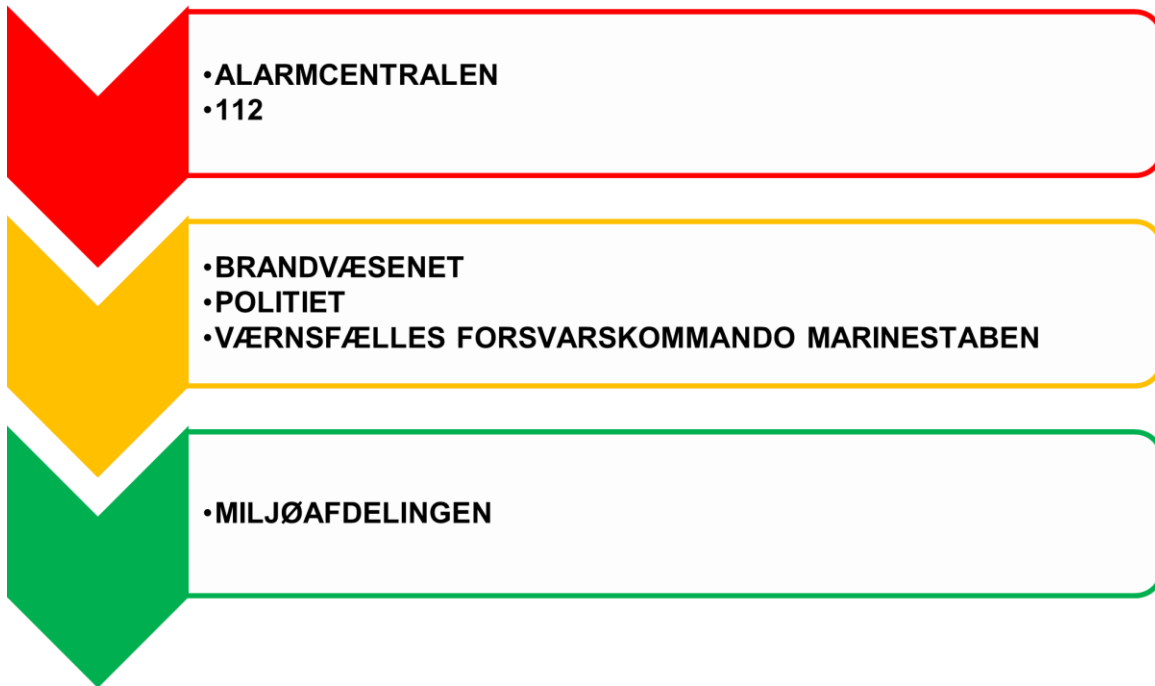 •ALARMCENTRALEN
•112
•BRANDVÆSENET
•POLITIET
•VÆRNSFÆLLES FORSVARSKOMMANDO MARINESTABEN
•MILJØAFDELINGEN